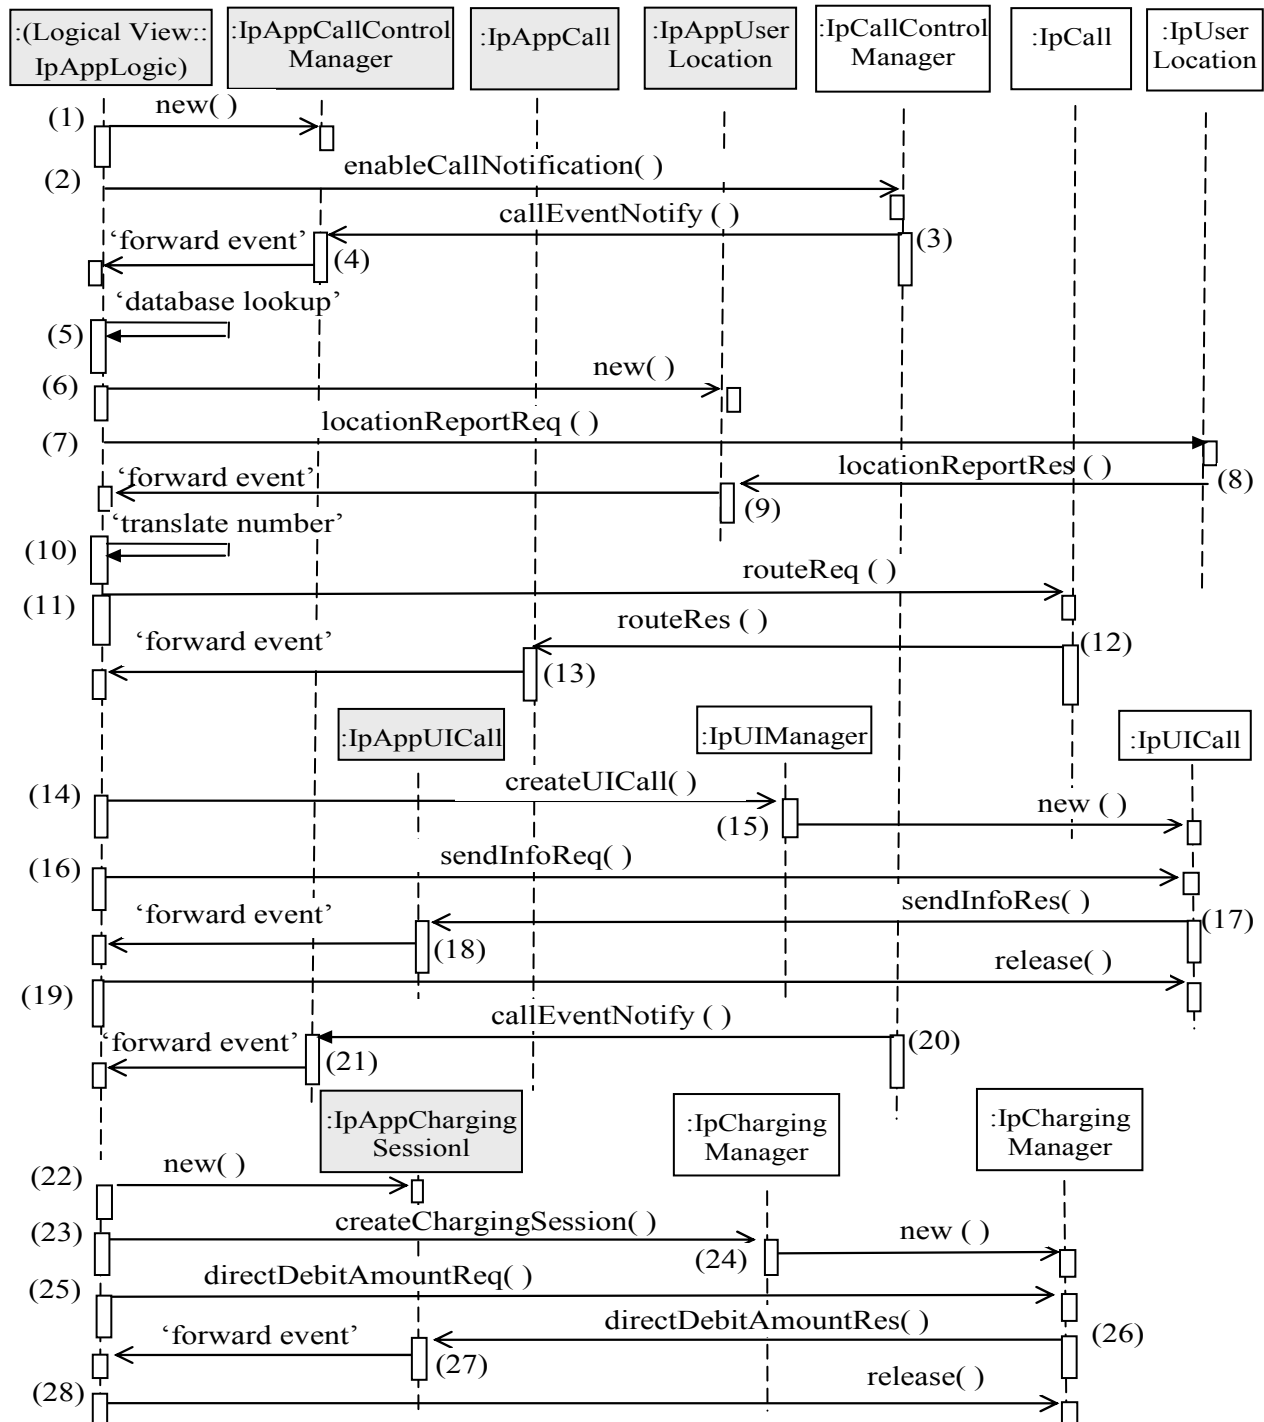 :(Logical View::
IpAppLogic)
:IpAppCallControl
Manager
:IpAppCall
:IpAppUser
Location
:IpCallControl
Manager
:IpCall
:IpUser
Location
(1)
new( )
(2)
enableCallNotification( )
callEventNotify ( )
(3)
‘forward event’
(4)
‘database lookup’
(5)
(6)
new( )
(7)
locationReportReq ( )
locationReportRes ( )
(8)
‘forward event’
(9)
‘translate number’
(10)
routeReq ( )
(11)
routeRes ( )
(12)
‘forward event’
(13)
:IpAppUICall
:IpUIManager
:IpUICall
(14)
createUICall( )
(15)
new ( )
(16)
sendInfoReq( )
sendInfoRes( )
(17)
‘forward event’
(18)
release( )
(19)
callEventNotify ( )
(20)
‘forward event’
(21)
:IpAppCharging
Sessionl
:IpCharging
Manager
:IpCharging
Manager
(22)
new( )
(23)
createChargingSession( )
(24)
new ( )
(25)
directDebitAmountReq( )
directDebitAmountRes( )
(26)
‘forward event’
(27)
(28)
release( )